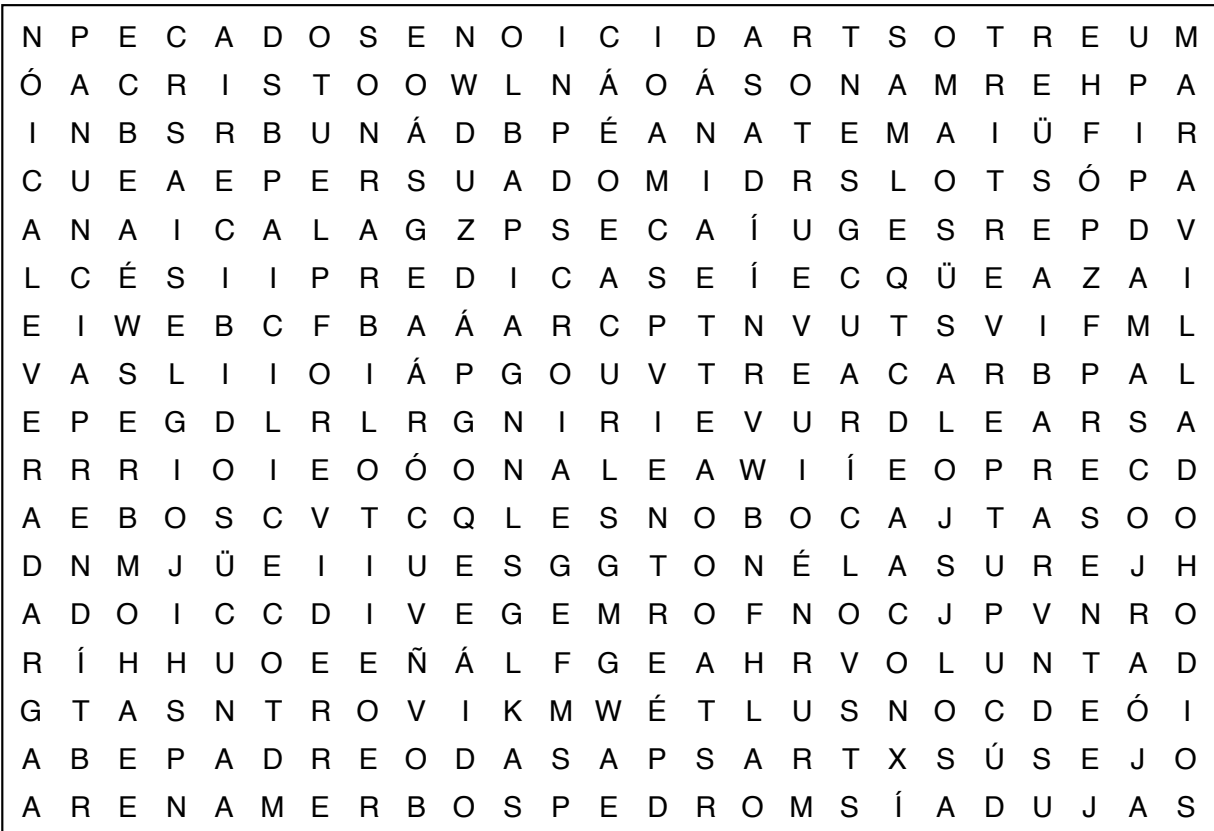 N P E C A D O S E N O I C I D A R T S O T R E U M
Ó A C R I S T O O W L N Á O Á S O N A M R E H P A
I N B S R B U N Á D B P É A N A T E M A I Ü F I R
C U E A E P E R S U A D O M I D R S L O T S Ó P A
A N A I C A L A G Z P S E C A Í U G E S R E P D V
L C É S I I P R E D I C A S E Í E C Q Ü E A Z A I
E I W E B C F B A Á A R C P T N V U T S V I F M L
V A S L I I O I Á P G O U V T R E A C A R B P A L
E P E G D L R L R G N I R I E V U R D L E A R S A
R R R I O I E O Ó O N A L E A W I Í E O P R E C D
A E B O S C V T C Q L E S N O B O C A J T A S O O
D N M J Ü E I I U E S G G T O N É L A S U R E J H
A D O I C C D I V E G E M R O F N O C J P V N R O
R Í H H U O E E Ñ Á L F G E A H R V O L U N T A D
G T A S N T R O V I K M W É T L U S N O C D E Ó I
A B E P A D R E O D A S A P S A R T X S Ú S E J O
A R E N A M E R B O S P E D R O M S Í A D U J A S